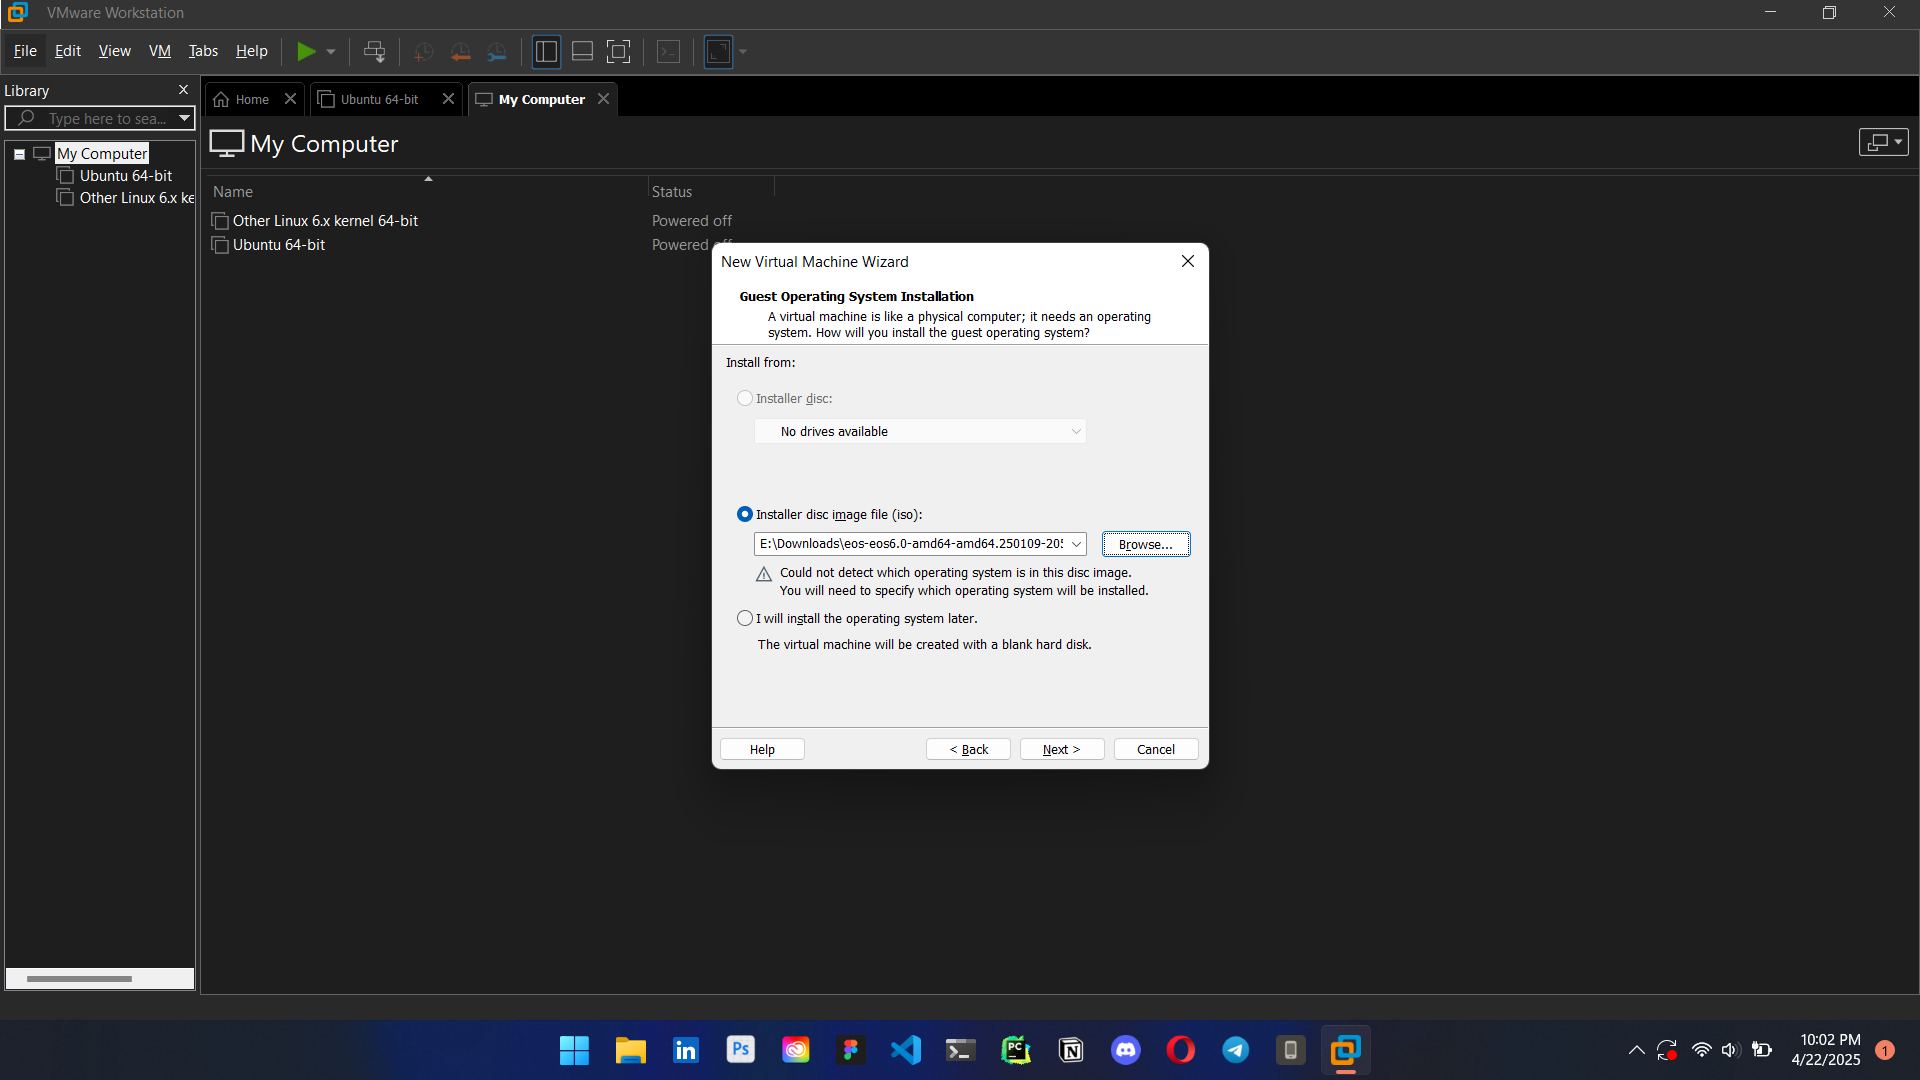 VMware Workstation
File Edit View VM Tabs Help
Library
Type here to sea...
Home
Ubuntu 64-bit
My Computer
My Computer
Ubuntu 64-bit
Other Linux 6.x ke
My Computer
Name Status
Other Linux 6.x kernel 64-bit Powered off
Ubuntu 64-bit Powered off
New Virtual Machine Wizard
Guest Operating System Installation
A virtual machine is like a physical computer; it needs an operating
system. How will you install the guest operating system?
Install from:
Installer disc:
No drives available
Installer disc image file (iso):
E:\Downloads\eos-eos6.0-amd64-amd64.250109-205
Browse...
Could not detect which operating system is in this disc image.
You will need to specify which operating system will be installed.
I will install the operating system later.
The virtual machine will be created with a blank hard disk.
Help < Back Next > Cancel
in Ps PC N
10:02 PM
4/22/2025
1